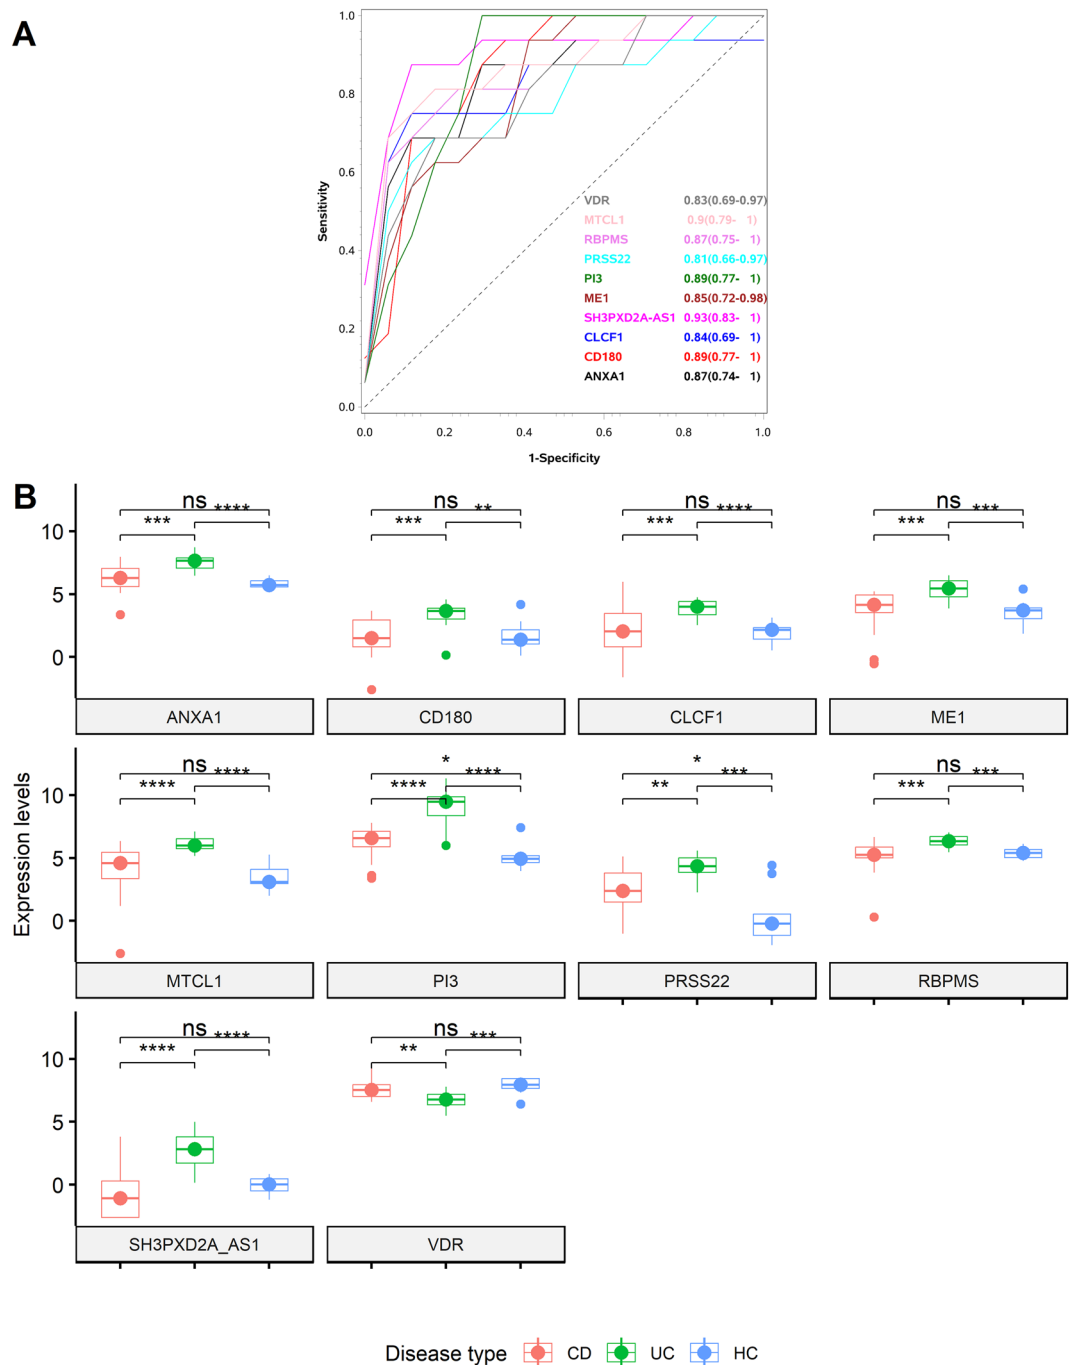 A
1.0
0.8
0.6
0.4
0.2
0.0
Sensitivity
VDR 0.83(0.69-0.97)
MTCL1 0.9(0.79- 1)
RBPMS 0.87(0.75- 1)
PRSS22 0.81(0.66-0.97)
PI3 0.89(0.77- 1)
ME1 0.85(0.72-0.98)
SH3PXD2A-AS1 0.93(0.83- 1)
CLCF1 0.84(0.69- 1)
CD180 0.89(0.77- 1)
ANXA1 0.87(0.74- 1)
0.0 0.2 0.4 0.6 0.8 1.0
1-Specificity
B
Expression levels
ns ns ns ns
*** **** *** ** *** **** *** ***
10
5
0
ANXA1 CD180 CLCF1 ME1
ns * * ns
**** **** **** **** ** *** *** ***
10
5
0
MTCL1 PI3 PRSS22 RBPMS
ns ns
**** **** ** ***
10
5
0
SH3PXD2A_AS1 VDR
Disease type CD UC HC